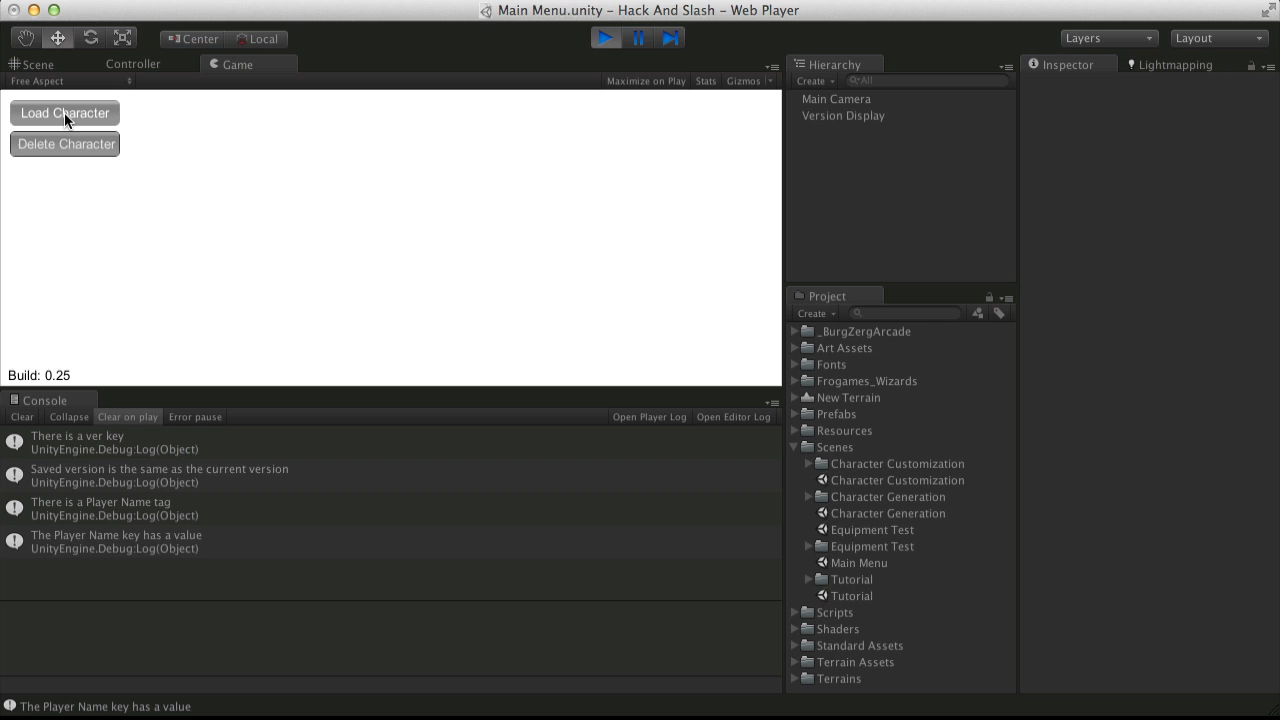 Main Menu.unity – Hack And Slash – Web Player
Center Local Layers Layout
Scene Controller Game
Free Aspect Maximize on Play Stats Gizmos
Load Character
Delete Character
Build: 0.25
Console
Clear Collapse Clear on play Error pause Open Player Log Open Editor Log
There is a ver key
UnityEngine.Debug:Log(Object)
Saved version is the same as the current version
UnityEngine.Debug:Log(Object)
There is a Player Name tag
UnityEngine.Debug:Log(Object)
The Player Name key has a value
UnityEngine.Debug:Log(Object)
The Player Name key has a value
Hierarchy
Create All
Main Camera
Version Display
Project
Create
_BurgZergArcade
Art Assets
Fonts
Frogames_Wizards
New Terrain
Prefabs
Resources
Scenes
Character Customization
Character Customization
Character Generation
Character Generation
Equipment Test
Equipment Test
Main Menu
Tutorial
Tutorial
Scripts
Shaders
Standard Assets
Terrain Assets
Terrains
Inspector Lightmapping